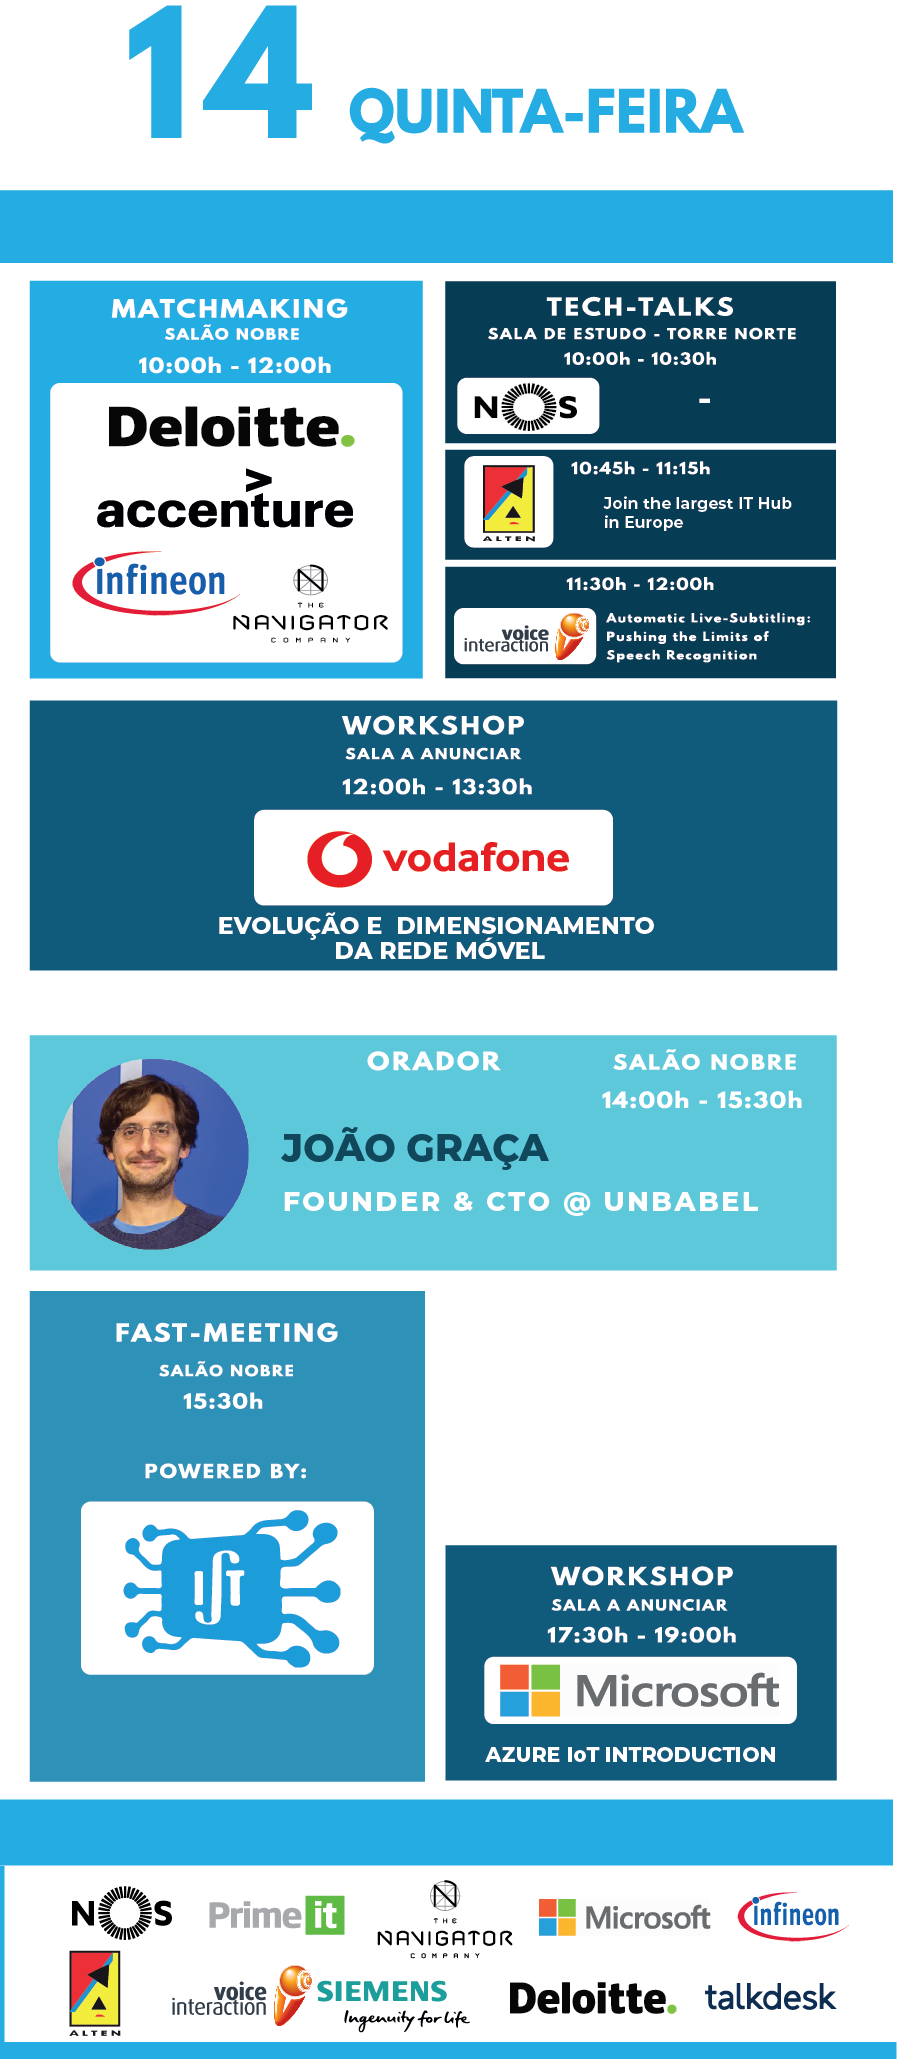 14 QUINTA-FEIRA
MATCHMAKING
SALÃO NOBRE
10:00h - 12:00h
Deloitte.
>
accenture
infineon
THE
NAVIGATOR
COMPANY
TECH-TALKS
SALA DE ESTUDO - TORRE NORTE
10:00h - 10:30h
NOS
-
10:45h - 11:15h
ALTEN
Join the largest IT Hub
in Europe
11:30h - 12:00h
voice
interaction
Automatic Live-Subtitling:
Pushing the Limits of
Speech Recognition
WORKSHOP
SALA A ANUNCIAR
12:00h - 13:30h
vodafone
EVOLUÇÃO E DIMENSIONAMENTO
DA REDE MÓVEL
ORADOR
SALÃO NOBRE
14:00h - 15:30h
JOÃO GRAÇA
FOUNDER & CTO @ UNBABEL
FAST-MEETING
SALÃO NOBRE
15:30h
POWERED BY:
IST
WORKSHOP
SALA A ANUNCIAR
17:30h - 19:00h
Microsoft
AZURE IoT INTRODUCTION
NOS
Prime it
THE
NAVIGATOR
COMPANY
Microsoft
infineon
ALTEN
voice
interaction
SIEMENS
Ingenuity for life
Deloitte.
talkdesk